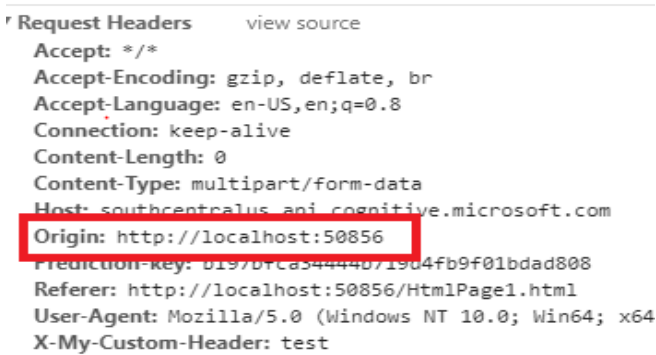 Request Headers view source
Accept: */*
Accept-Encoding: gzip, deflate, br
Accept-Language: en-US,en;q=0.8
Connection: keep-alive
Content-Length: 0
Content-Type: multipart/form-data
Host: southcentralus.api.cognitive.microsoft.com
Origin: http://localhost:50856
Prediction-key:
Referer: http://localhost:50856/HtmlPage1.html
User-Agent: Mozilla/5.0 (Windows NT 10.0; Win64; x64
X-My-Custom-Header: test